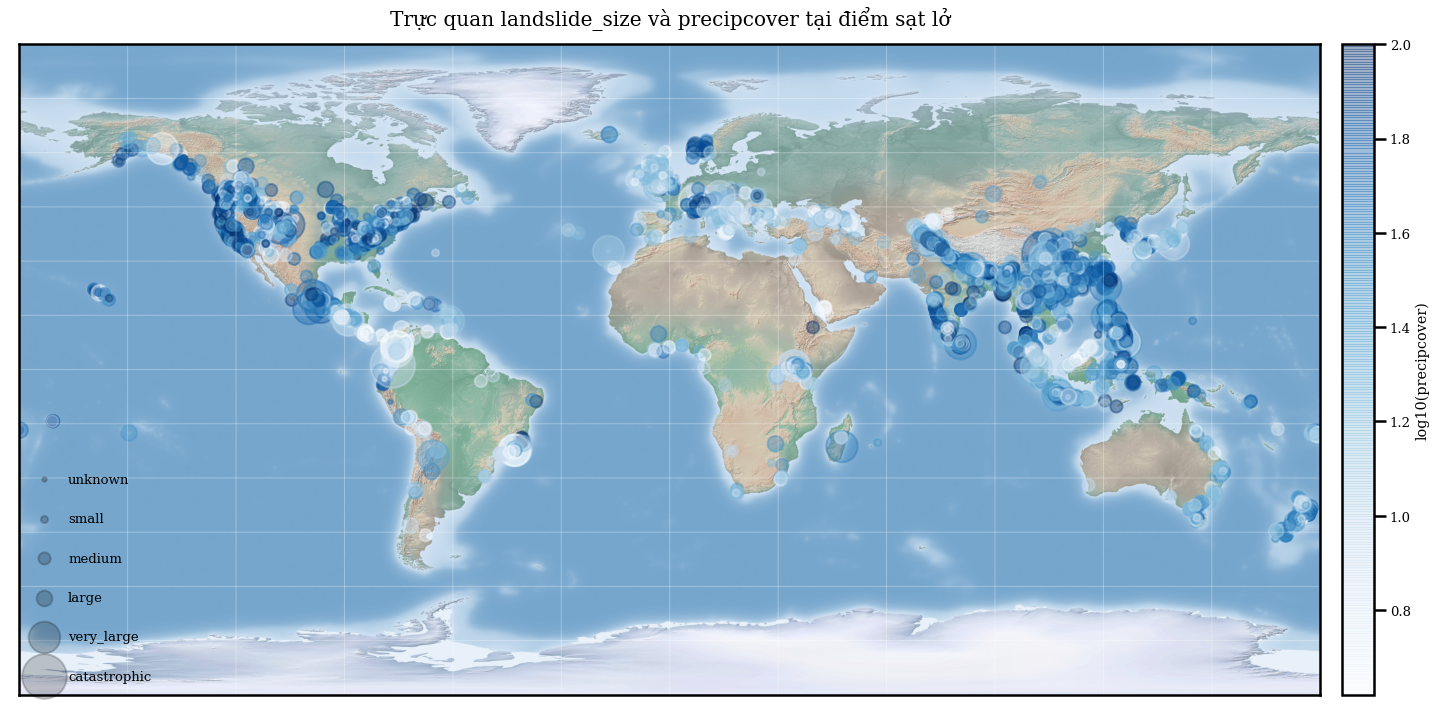 Trực quan landslide_size và precipcover tại điểm sạt lở
unknown
small
medium
large
very_large
catastrophic
2.0
1.8
1.6
1.4
1.2
1.0
0.8
log10(precipcover)